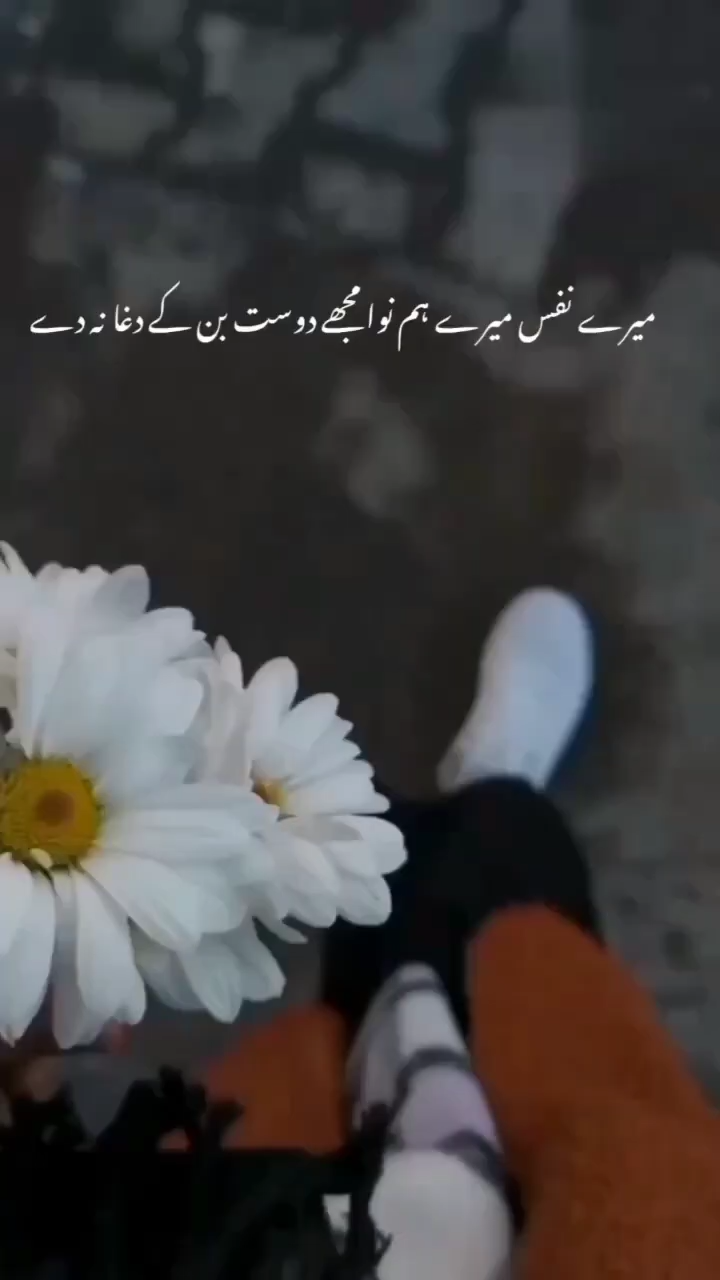 میرے نفس میرے ہم نوا مجھے دوست بن کے دغا نہ دے